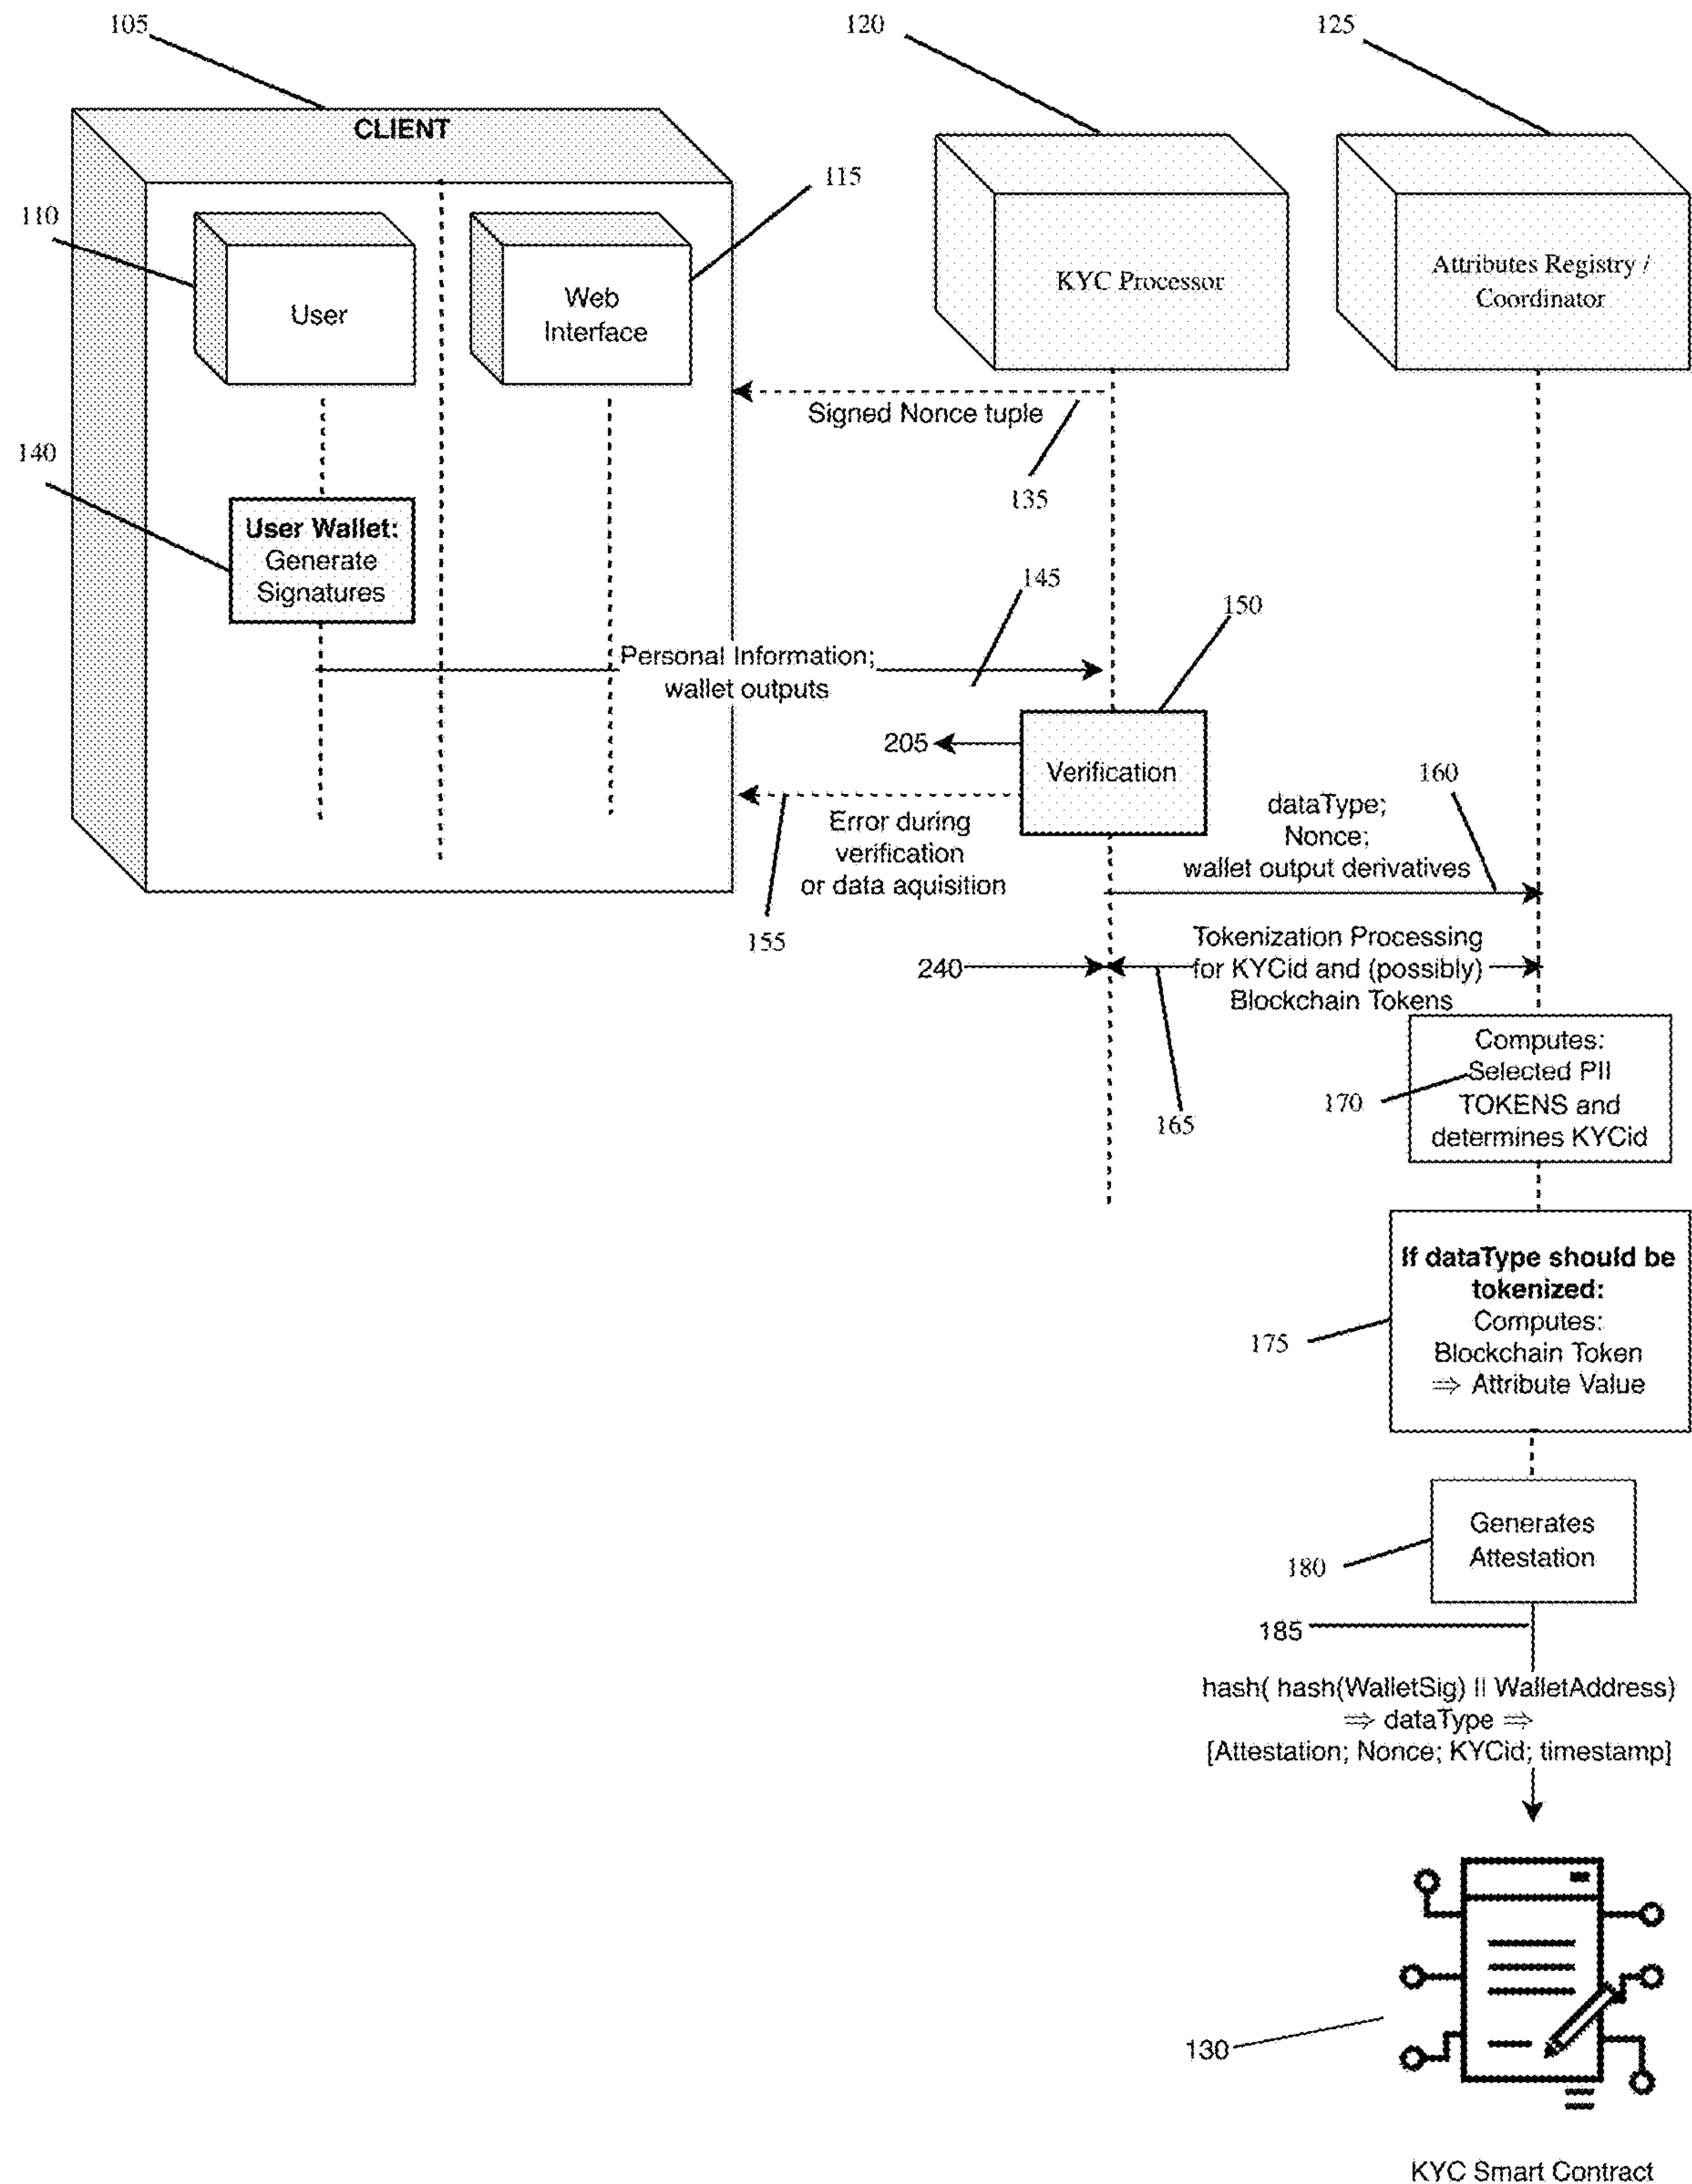 105
120
125
CLIENT
115
110
User
Web
Interface
KYC Processor
Attributes Registry /
Coordinator
Signed Nonce tuple
135
140
User Wallet:
Generate
Signatures
145
150
Personal Information;
wallet outputs
205
Verification
160
dataType;
Nonce;
wallet output derivatives
Error during
verification
or data aquisition
155
240
Tokenization Processing
for KYCid and (possibly)
Blockchain Tokens
165
170
Computes:
Selected PII
TOKENS and
determines KYCid
175
If dataType should be
tokenized:
Computes:
Blockchain Token
⇒ Attribute Value
180
Generates
Attestation
185
hash( hash(WalletSig) || WalletAddress)
⇒ dataType ⇒
[Attestation; Nonce; KYCid; timestamp]
130
KYC Smart Contract